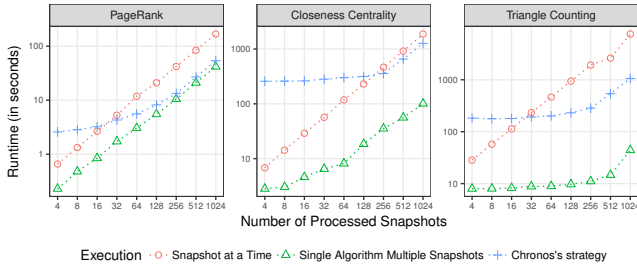 PageRank
Closeness Centrality
Triangle Counting
Runtime (in seconds)
100
10
1
1000
100
10
1000
100
10
4 8 16 32 64 128 256 512 1024
4 8 16 32 64 128 256 512 1024
4 8 16 32 64 128 256 512 1024
Number of Processed Snapshots
Execution Snapshot at a Time Single Algorithm Multiple Snapshots Chronos's strategy